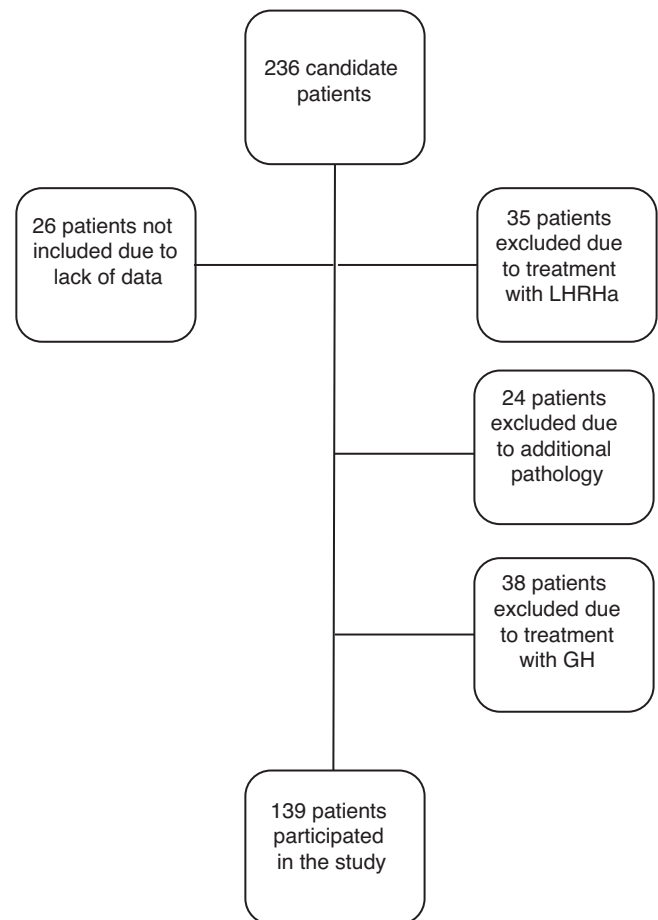 236 candidate
patients
26 patients not
included due to
lack of data
35 patients
excluded due
to treatment
with LHRHa
24 patients
excluded due
to additional
pathology
38 patients
excluded due
to treatment
with GH
139 patients
participated
in the study